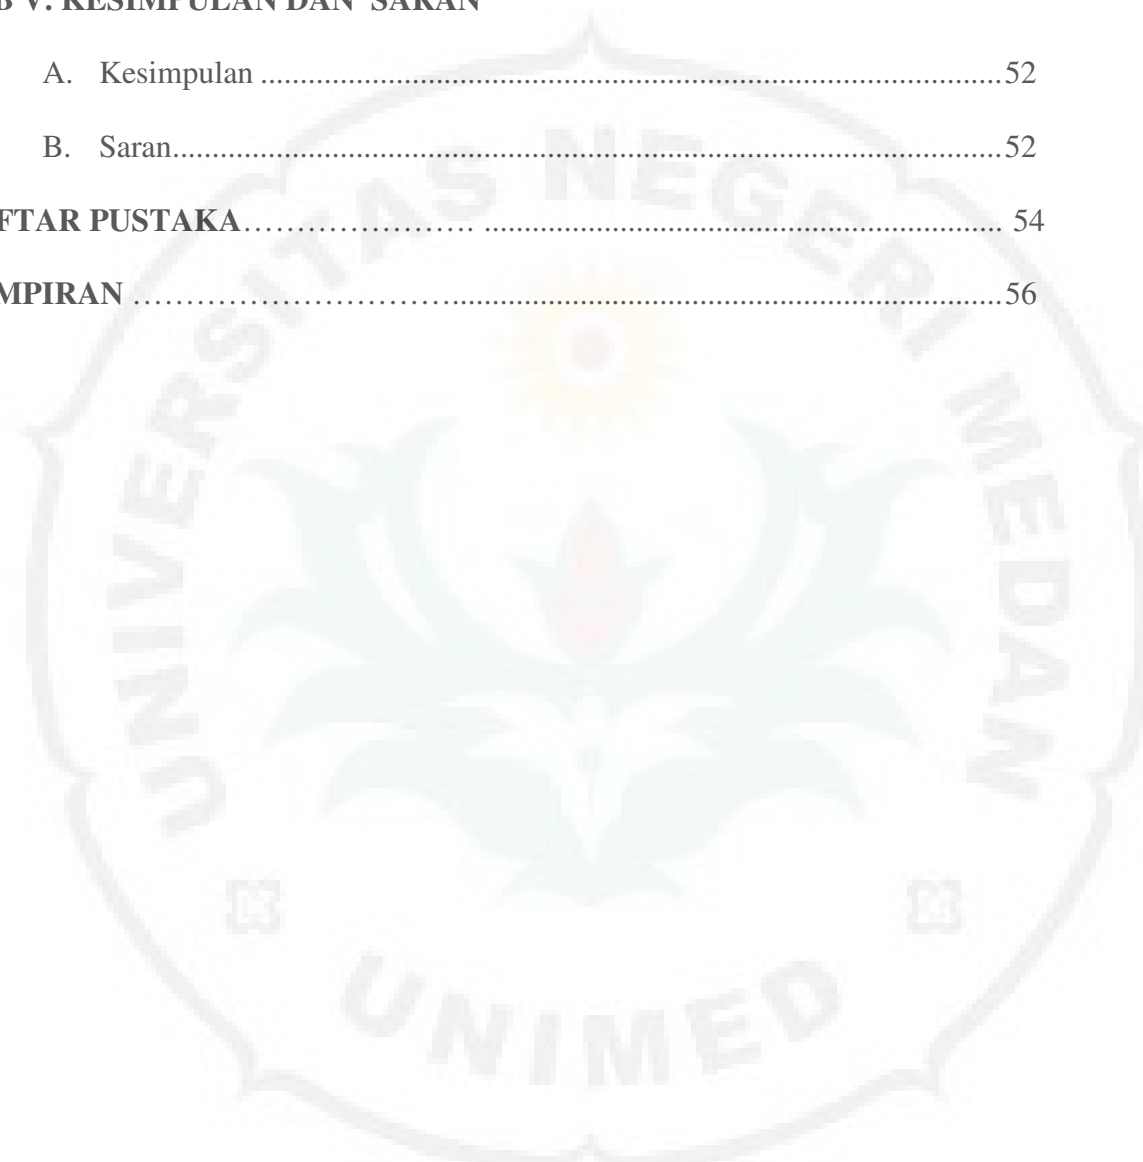 B V. KESIMPULAN DAN SARAN
A. Kesimpulan ............................................................................................. 52
B. Saran........................................................................................................ 52
FTAR PUSTAKA…………………. ................................................................. 54
MPIRAN …………………………..................................................................... 56
UNIVERSITAS NEGERI MEDAN
UNIMED